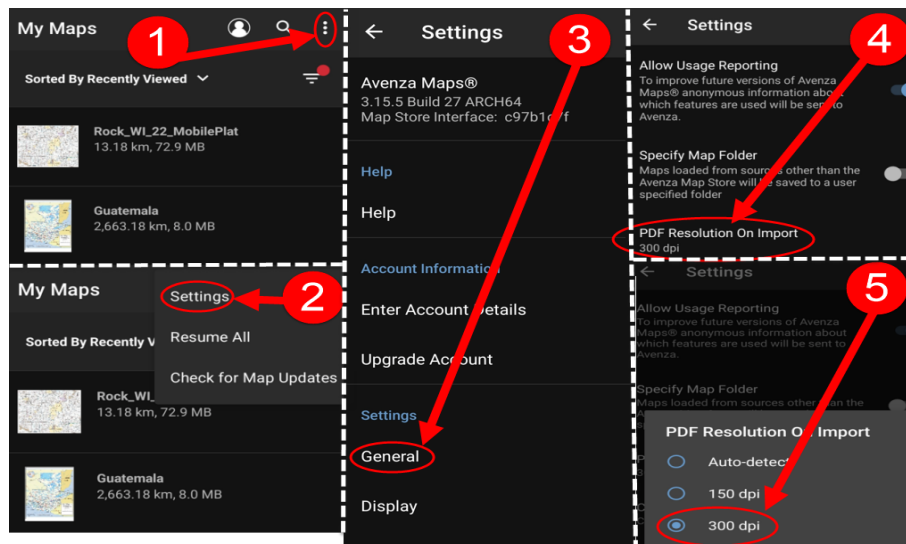 My Maps
1
Sorted By Recently Viewed
Rock_WI_22_MobilePlat
13.18 km, 72.9 MB
Guatemala
2,663.18 km, 8.0 MB
My Maps
Settings
2
Resume All
Sorted By Recently V
Check for Map Updates
Rock_WI_
13.18 km, 72.9 MB
Guatemala
2,663.18 km, 8.0 MB
Settings
3
Avenza Maps®
3.15.5 Build 27 ARCH64
Map Store Interface:
Help
Help
Account Information
Enter Account Details
Upgrade Account
Settings
General
Display
Settings
4
Allow Usage Reporting
To improve future versions of Avenza
Maps® anonymous information about
which features are used will be sent to
Avenza.
Specify Map Folder
Maps loaded from sources other than the
Avenza Map Store will be saved to a user
specified folder
PDF Resolution On Import
300 dpi
Settings
5
Allow Usage Reporting
To improve future versions of Avenza
Maps® anonymous information about
which features are used will be sent to
Avenza.
Specify Map Folder
Maps loaded from sources other than the
PDF Resolution On Import
Auto-detect
150 dpi
300 dpi